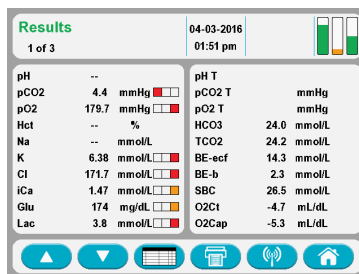 Results
1 of 3
04-03-2016
01:51 pm
pH --
pCO2 4.4 mmHg
pO2 179.7 mmHg
Hct -- %
Na -- mmol/L
K 6.38 mmol/L
Cl 171.7 mmol/L
iCa 1.47 mmol/L
Glu 174 mg/dL
Lac 3.8 mmol/L
pH T
pCO2 T mmHg
pO2 T mmHg
HCO3 24.0 mmol/L
TCO2 24.2 mmol/L
BE-ecf 14.3 mmol/L
BE-b 2.3 mmol/L
SBC 26.5 mmol/L
O2Ct -4.7 mL/dL
O2Cap -5.3 mL/dL